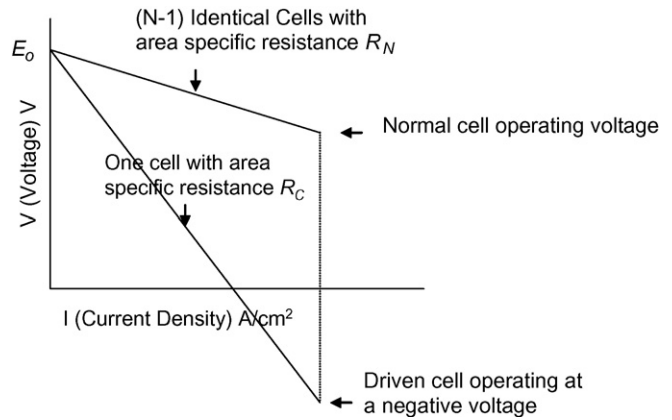 (N-1) Identical Cells with
area specific resistance R_N
E_o
Normal cell operating voltage
V (Voltage) V
One cell with area
specific resistance R_C
I (Current Density) A/cm²
Driven cell operating at
a negative voltage